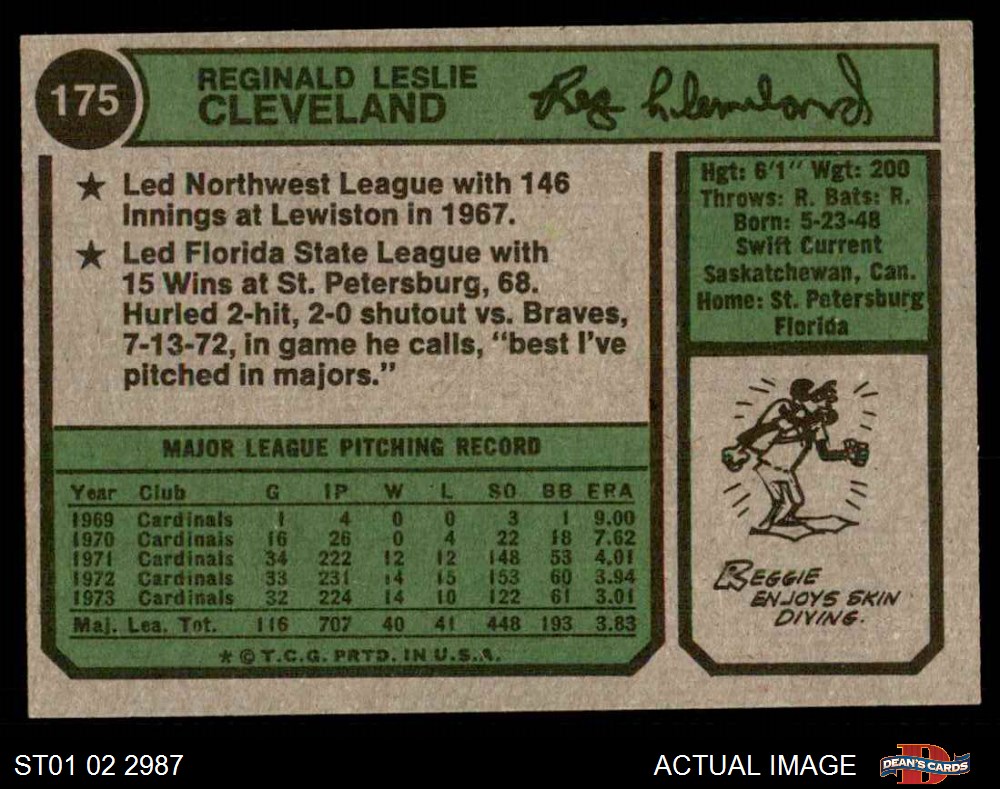 175
REGINALD LESLIE
CLEVELAND
Reg Cleveland
★ Led Northwest League with 146
Innings at Lewiston in 1967.
★ Led Florida State League with
15 Wins at St. Petersburg, 68.
Hurled 2-hit, 2-0 shutout vs. Braves,
7-13-72, in game he calls, “best I’ve
pitched in majors.”
Hgt: 6'1" Wgt: 200
Throws: R. Bats: R.
Born: 5-23-48
Swift Current
Saskatchewan, Can.
Home: St. Petersburg
Florida
MAJOR LEAGUE PITCHING RECORD
Year Club G IP W L SO BB ERA
1969 Cardinals 1 4 0 0 3 1 9.00
1970 Cardinals 16 26 0 4 22 18 7.62
1971 Cardinals 34 222 12 12 148 53 4.01
1972 Cardinals 33 231 14 15 153 60 3.94
1973 Cardinals 32 224 14 10 122 61 3.01
Maj. Lea. Tot. 116 707 40 41 448 193 3.83
* © T.C.G. PRTD. IN U.S.A.
REGGIE
ENJOYS SKIN
DIVING.
ST01 02 2987
ACTUAL IMAGE
D
DEAN'S CARDS